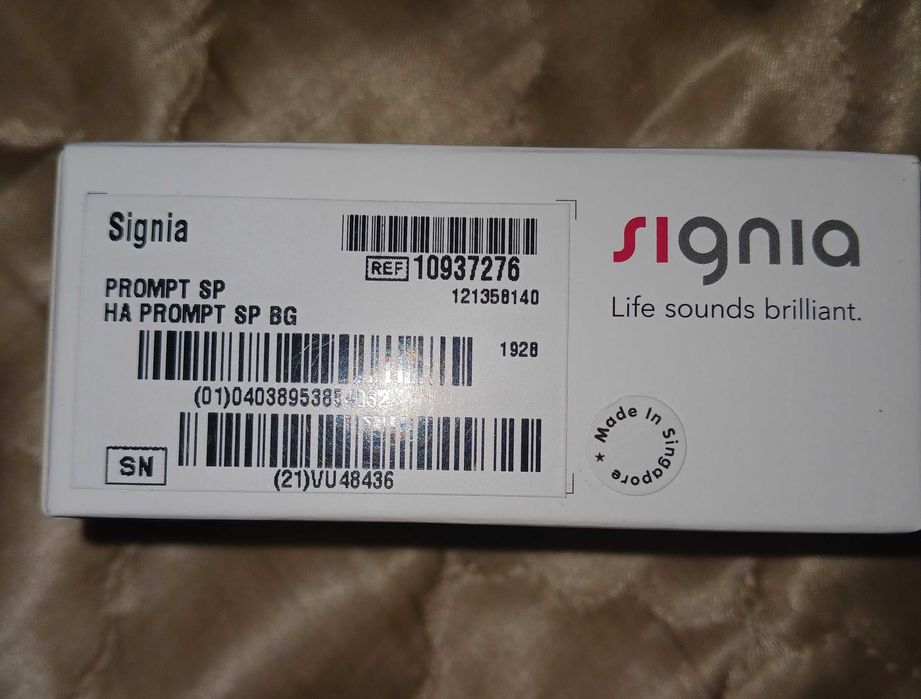 Signia
REF 10937276
121358140
PROMPT SP
HA PROMPT SP BG
1928
SN
(21)VU48436
signia
Life sounds brilliant.
Made In Singapore